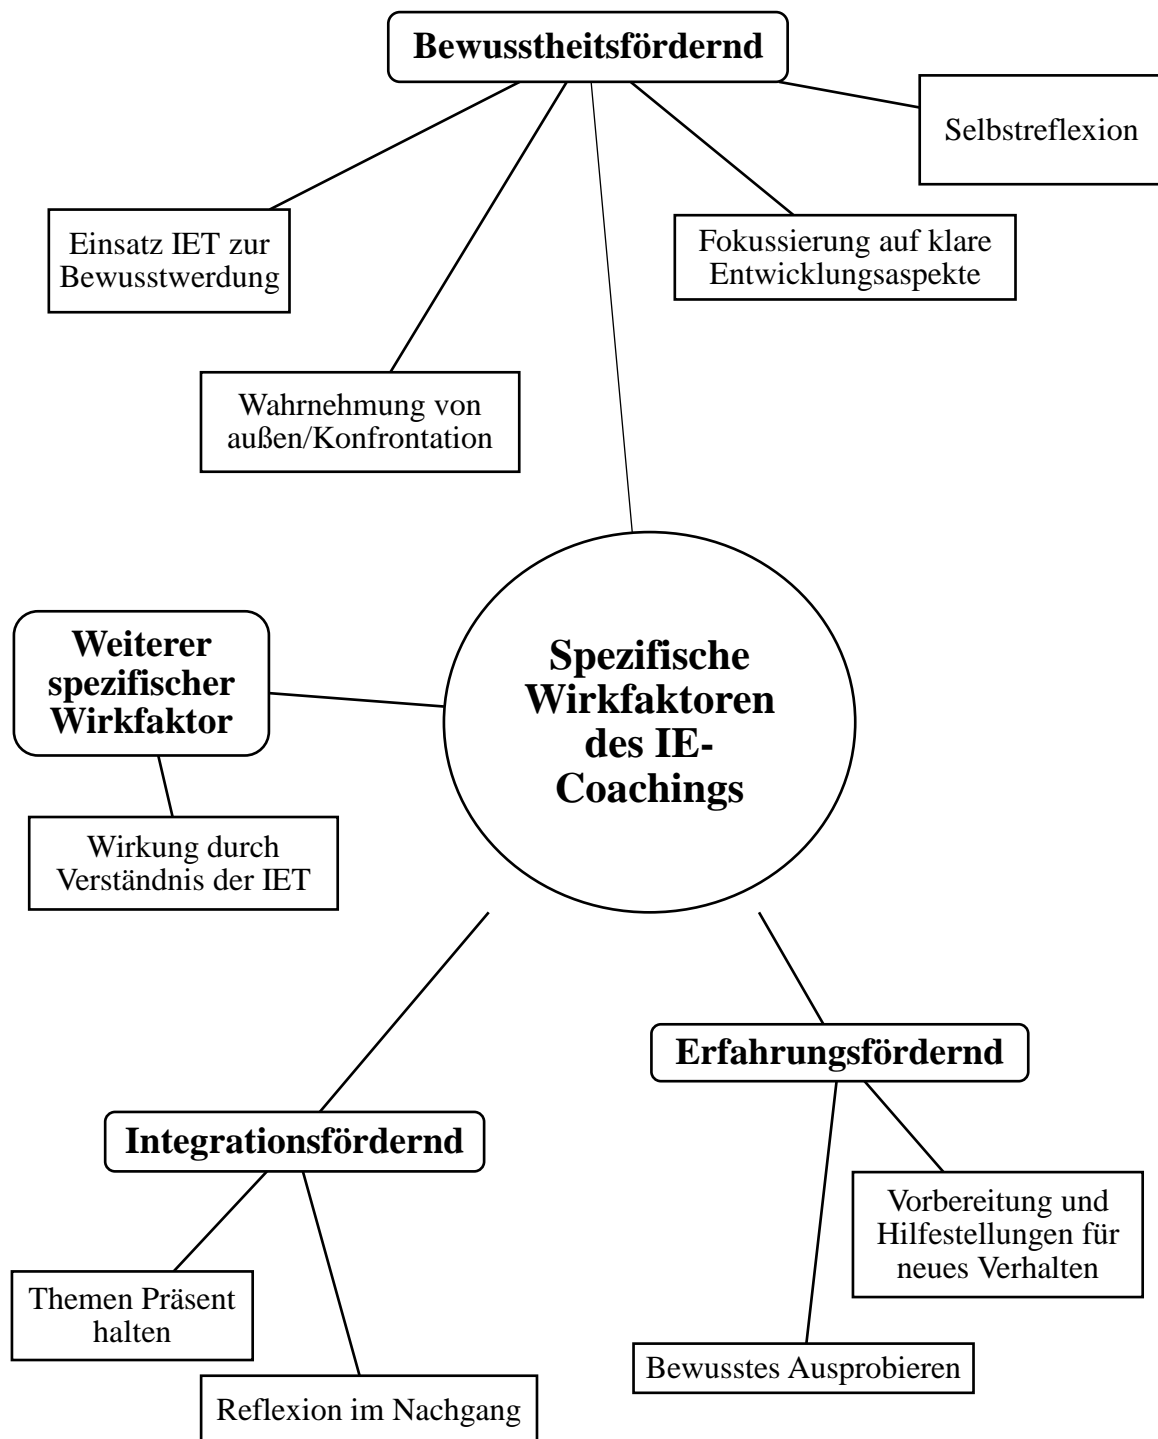 Bewusstheitsfördernd
Selbstreflexion
Einsatz IET zur
Bewusstwerdung
Fokussierung auf klare
Entwicklungsaspekte
Wahrnehmung von
außen/Konfrontation
Weiterer
spezifischer
Wirkfaktor
Spezifische
Wirkfaktoren
des IE-
Coachings
Wirkung durch
Verständnis der IET
Erfahrungsfördernd
Integrationsfördernd
Vorbereitung und
Hilfestellungen für
neues Verhalten
Themen Präsent
halten
Bewusstes Ausprobieren
Reflexion im Nachgang